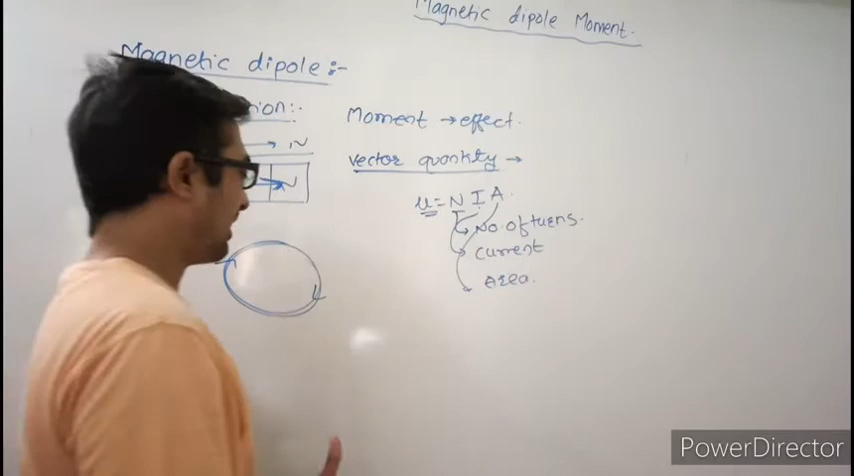 Magnetic dipole Moment.
Magnetic dipole :-
Moment → effect.
→ N
vector quantity →
N
μ = N I A
No. of turns.
current
Area.
PowerDirector